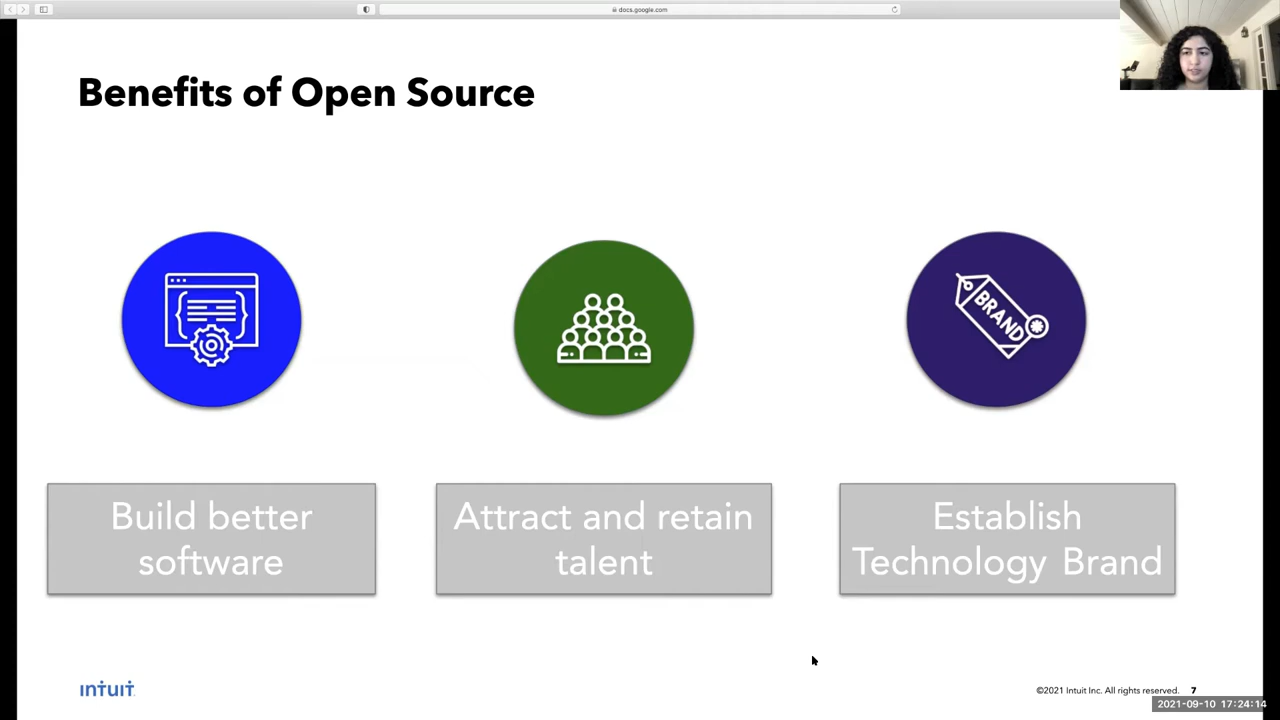 docs.google.com
Benefits of Open Source
BRAND
Build better
software
Attract and retain
talent
Establish
Technology Brand
intuit
©2021 Intuit Inc. All rights reserved. 7
2021-09-10 17:24:14